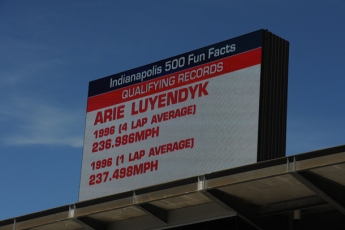 Indianapolis 500 Fun Facts
QUALIFYING RECORDS
ARIE LUYENDYK
1996 (4 LAP AVERAGE)
236.986MPH
1996 (1 LAP AVERAGE)
237.498MPH